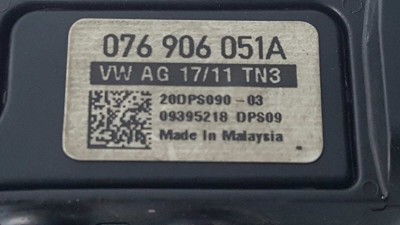 076 906 051A
VW AG 17/11 TN3
20DPS090-03
09395218 DPS09
Made In Malaysia